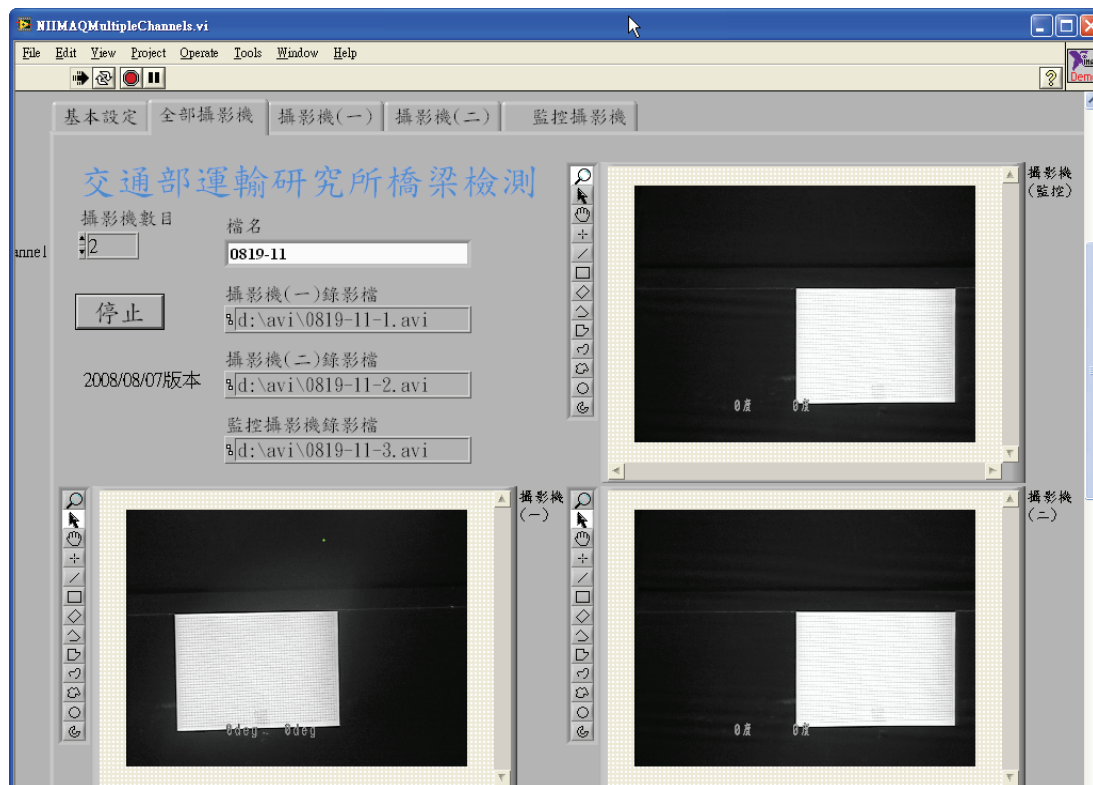 NIIMAQMultipleChannels.vi
File Edit View Project Operate Tools Window Help
Demo
基本設定 全部攝影機 攝影機(一) 攝影機(二) 監控攝影機
交通部運輸研究所橋梁檢測
攝影機數目
2
annel
檔名
0819-11
停止
攝影機(一)錄影檔
d:\avi\0819-11-1.avi
2008/08/07版本
攝影機(二)錄影檔
d:\avi\0819-11-2.avi
監控攝影機錄影檔
d:\avi\0819-11-3.avi
攝影機
(監控)
0度 0度
攝影機
(一)
0deg 0deg
攝影機
(二)
0度 0度